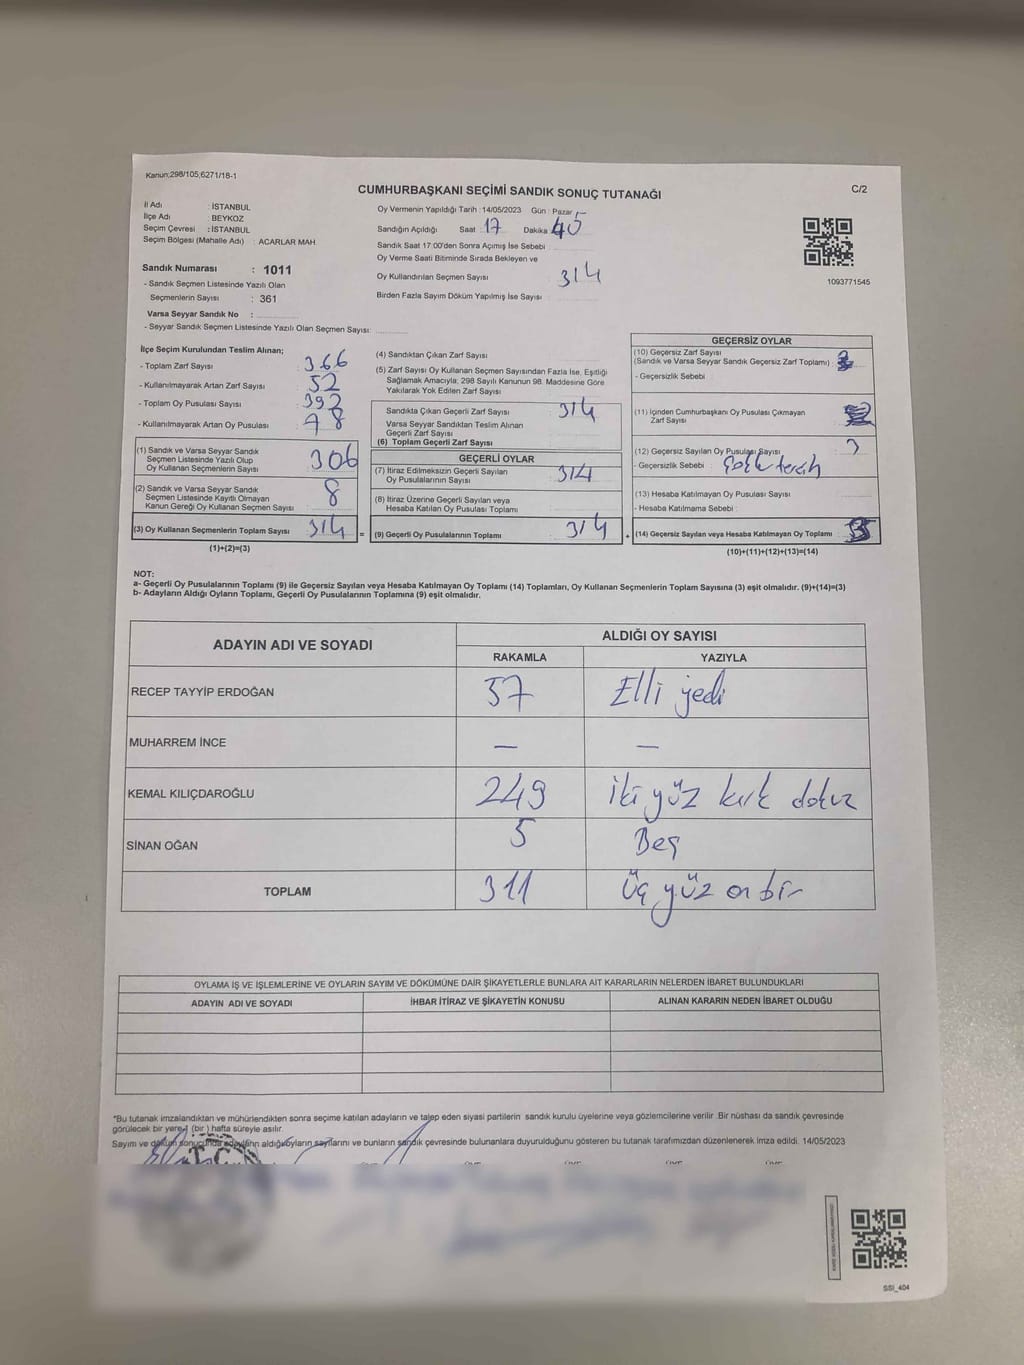 Kanun;298/105;6271/18-1
CUMHURBAŞKANI SEÇİMİ SANDIK SONUÇ TUTANAĞI
C/2
İl Adı : İSTANBUL
İlçe Adı BEYKOZ
Seçim Çevresi : İSTANBUL
Seçim Bölgesi (Mahalle Adı) : ACARLAR MAH.
Sandık Numarası : 1011
- Sandık Seçmen Listesinde Yazılı Olan
Seçmenlerin Sayısı : 361
Varsa Seyyar Sandık No :
- Seyyar Sandık Seçmen Listesinde Yazılı Olan Seçmen Sayısı:
Oy Vermenin Yapıldığı Tarih : 14/05/2023 Gün : Pazar
Sandığın Açıldığı Saat : 17 Dakika 45
Sandık Saat 17:00'den Sonra Açımış İse Sebebi
Oy Verme Saati Bitiminde Sırada Bekleyen ve
Oy Kullandırılan Seçmen Sayısı 314
Birden Fazla Sayım Döküm Yapılmış İse Sayısı
1093771545
İlçe Seçim Kurulundan Teslim Alınan;
- Toplam Zarf Sayısı : 366
- Kullanılmayarak Artan Zarf Sayısı : 52
- Toplam Oy Pusulası Sayısı : 392
- Kullanılmayarak Artan Oy Pusulası : 78
(1) Sandık ve Varsa Seyyar Sandık
Seçmen Listesinde Yazılı Olup
Oy Kullanan Seçmenlerin Sayısı : 306
(2) Sandık ve Varsa Seyyar Sandık
Seçmen Listesinde Kayıtlı Olmayan
Kanun Gereği Oy Kullanan Seçmen Sayısı : 8
(3) Oy Kullanan Seçmenlerin Toplam Sayısı : 314 =
(1)+(2)=(3)
(4) Sandıktan Çıkan Zarf Sayısı
(5) Zarf Sayısı Oy Kullanan Seçmen Sayısından Fazla İse, Eşitliği
Sağlamak Amacıyla; 298 Sayılı Kanunun 98. Maddesine Göre
Yakılarak Yok Edilen Zarf Sayısı
Sandıkta Çıkan Geçerli Zarf Sayısı 314
Varsa Seyyar Sandıktan Teslim Alınan
Geçerli Zarf Sayısı
(6) Toplam Geçerli Zarf Sayısı
GEÇERLİ OYLAR
(7) İtiraz Edilmeksizin Geçerli Sayılan
Oy Pusulalarının Sayısı 314
(8) İtiraz Üzerine Geçerli Sayılan veya
Hesaba Katılan Oy Pusulası Toplamı
(9) Geçerli Oy Pusulalarının Toplamı 314 +
GEÇERSİZ OYLAR
(10) Geçersiz Zarf Sayısı
(Sandık ve Varsa Seyyar Sandık Geçersiz Zarf Toplamı) :
- Geçersizlik Sebebi :
(11) İçinden Cumhurbaşkanı Oy Pusulası Çıkmayan
Zarf Sayısı
(12) Geçersiz Sayılan Oy Pusulası Sayısı 3
- Geçersizlik Sebebi : Çoklu tercih
(13) Hesaba Katılmayan Oy Pusulası Sayısı
- Hesaba Katılmama Sebebi :
(14) Geçersiz Sayılan veya Hesaba Katılmayan Oy Toplamı
(10)+(11)+(12)+(13)=(14)
NOT:
a- Geçerli Oy Pusulalarının Toplamı (9) ile Geçersiz Sayılan veya Hesaba Katılmayan Oy Toplamı (14) Toplamları, Oy Kullanan Seçmenlerin Toplam Sayısına (3) eşit olmalıdır. (9)+(14)=(3)
b- Adayların Aldığı Oyların Toplamı, Geçerli Oy Pusulalarının Toplamına (9) eşit olmalıdır.
ADAYIN ADI VE SOYADI
ALDIĞI OY SAYISI
RAKAMLA YAZIYLA
RECEP TAYYİP ERDOĞAN 57 Elli yedi
MUHARREM İNCE — —
KEMAL KILIÇDAROĞLU 249 iki yüz kırk dokuz
SİNAN OĞAN 5 Beş
TOPLAM 311 Üç yüz on bir
OYLAMA İŞ VE İŞLEMLERİNE VE OYLARIN SAYIM VE DÖKÜMÜNE DAİR ŞİKAYETLERLE BUNLARA AİT KARARLARIN NELERDEN İBARET BULUNDUKLARI
ADAYIN ADI VE SOYADI İHBAR İTİRAZ VE ŞİKAYETİN KONUSU ALINAN KARARIN NEDEN İBARET OLDUĞU
*Bu tutanak imzalandıktan ve mühürlendikten sonra seçime katılan adayların ve talep eden siyasi partilerin sandık kurulu üyelerine veya gözlemcilerine verilir. Bir nüshası da sandık çevresinde
görülecek bir yere 1 (bir) hafta süreyle asılır.
Sayım ve döküm sonucunda adayların aldığı oyların sayılarını ve bunların sandık çevresinde bulunanlara duyurulduğunu gösteren bu tutanak tarafımızdan düzenlenerek imza edildi. 14/05/2023
T.C.
SSI_404